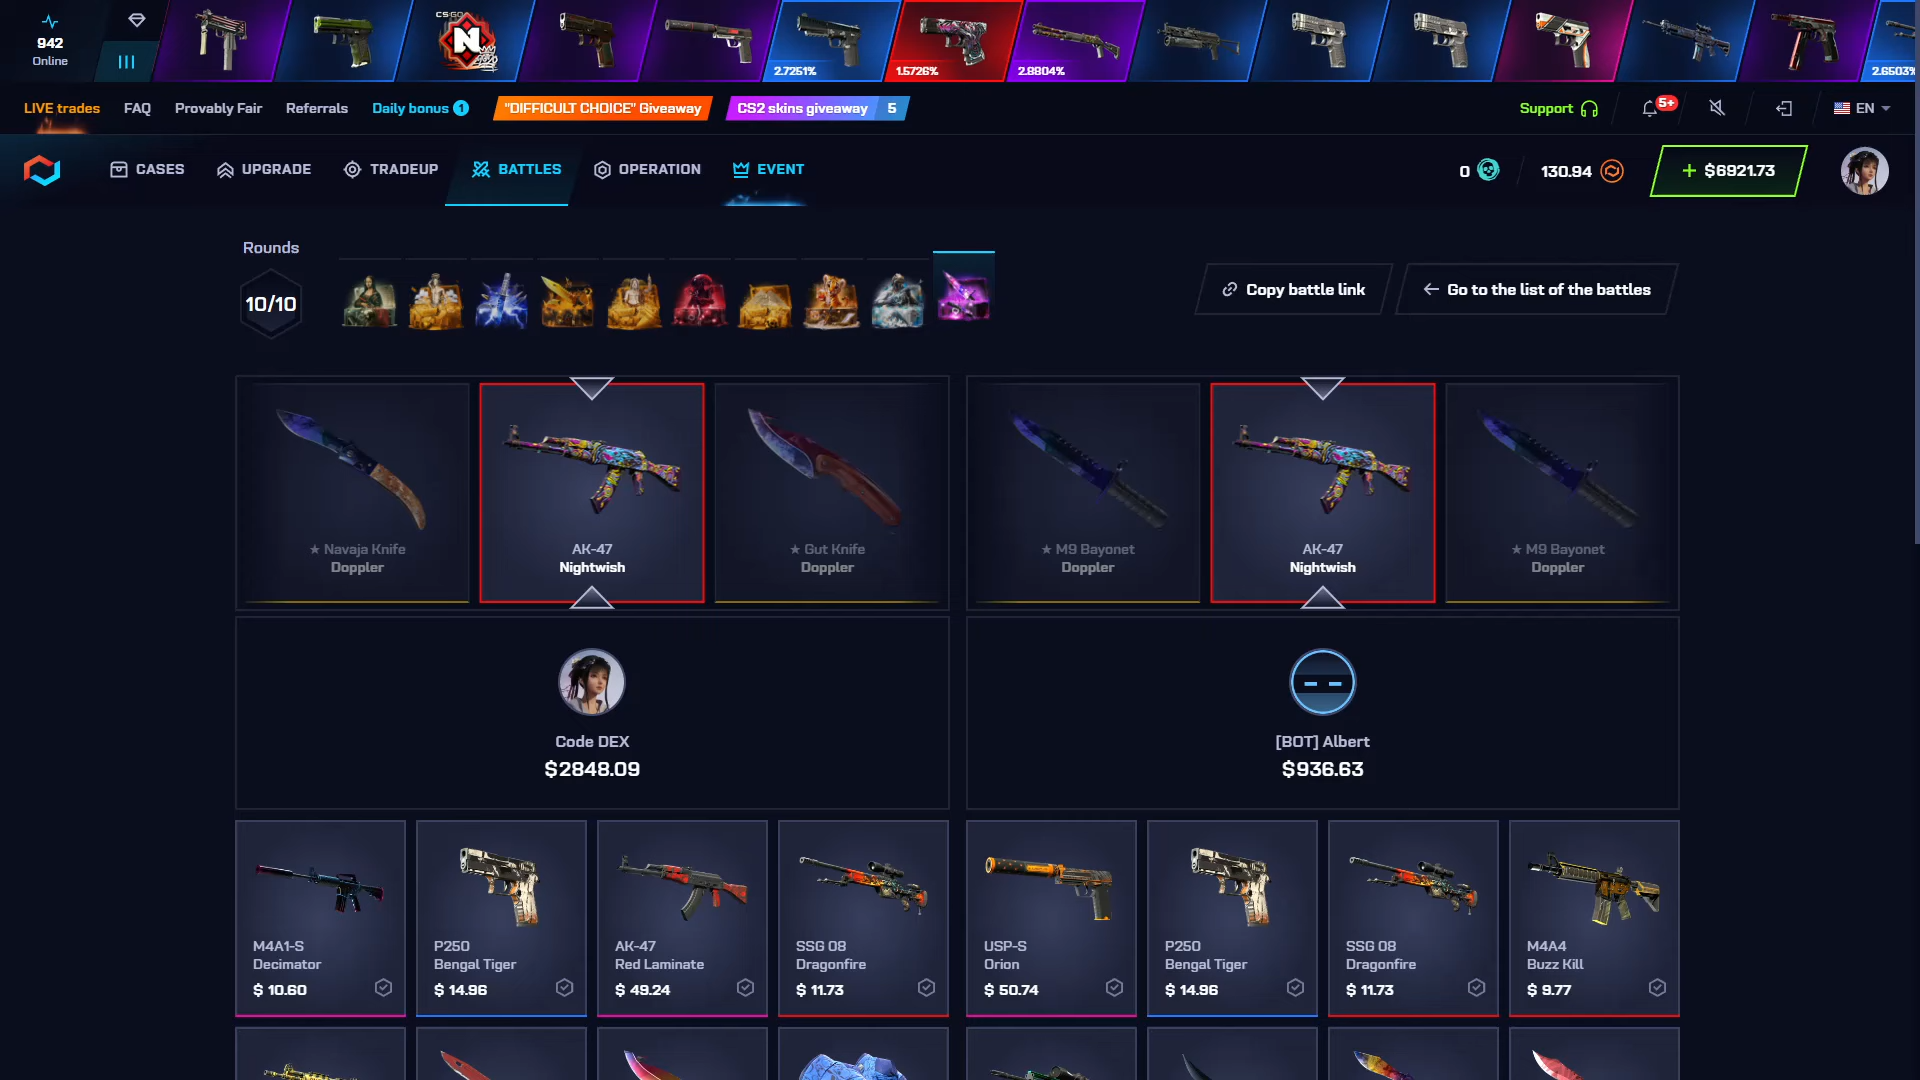 942
Online
CS:GO
N
2.7251%
1.5726%
2.8804%
2.6503%
LIVE trades
FAQ
Provably Fair
Referrals
Daily bonus 1
"DIFFICULT CHOICE" Giveaway
CS2 skins giveaway 5
Support
5+
EN
CASES
UPGRADE
TRADEUP
BATTLES
OPERATION
EVENT
0
130.94
+ $6921.73
Rounds
10/10
Copy battle link
Go to the list of the battles
★ Navaja Knife
Doppler
AK-47
Nightwish
★ Gut Knife
Doppler
★ M9 Bayonet
Doppler
AK-47
Nightwish
★ M9 Bayonet
Doppler
Code DEX
$2848.09
[BOT] Albert
$936.63
M4A1-S
Decimator
$ 10.60
P250
Bengal Tiger
$ 14.96
AK-47
Red Laminate
$ 49.24
SSG 08
Dragonfire
$ 11.73
USP-S
Orion
$ 50.74
P250
Bengal Tiger
$ 14.96
SSG 08
Dragonfire
$ 11.73
M4A4
Buzz Kill
$ 9.77